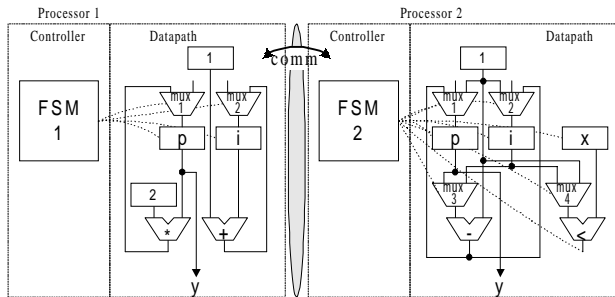 Processor 1
Processor 2
Controller
Datapath
Controller
Datapath
comm
1
1
FSM
1
mux
1
mux
2
FSM
2
mux
1
mux
2
p
i
p
i
x
2
mux
3
mux
4
*
+
-
<
y
y